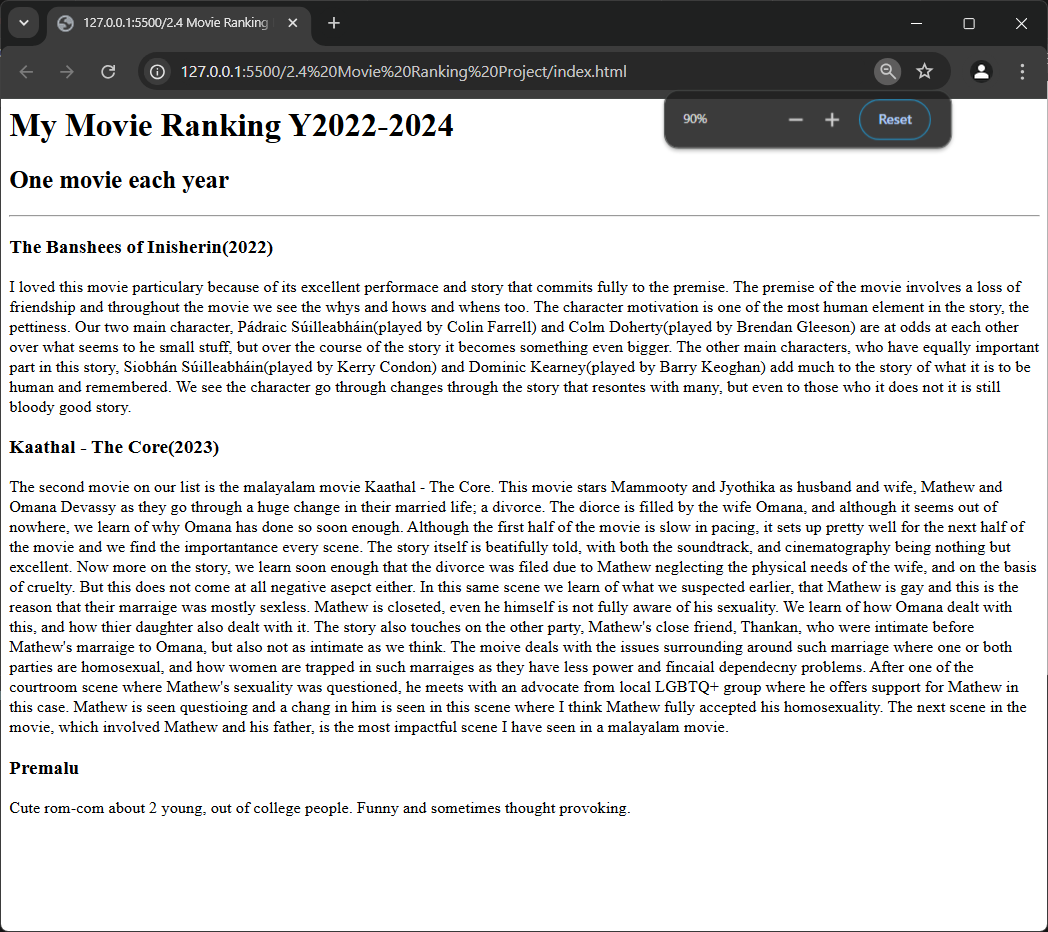 127.0.0.1:5500/2.4 Movie Ranking
127.0.0.1:5500/2.4%20Movie%20Ranking%20Project/index.html
90%
Reset
My Movie Ranking Y2022-2024
One movie each year
The Banshees of Inisherin(2022)
I loved this movie particulary because of its excellent performace and story that commits fully to the premise. The premise of the movie involves a loss of
friendship and throughout the movie we see the whys and hows and whens too. The character motivation is one of the most human element in the story, the
pettiness. Our two main character, Pádraic Súilleabháin(played by Colin Farrell) and Colm Doherty(played by Brendan Gleeson) are at odds at each other
over what seems to he small stuff, but over the course of the story it becomes something even bigger. The other main characters, who have equally important
part in this story, Siobhán Súilleabháin(played by Kerry Condon) and Dominic Kearney(played by Barry Keoghan) add much to the story of what it is to be
human and remembered. We see the character go through changes through the story that resontes with many, but even to those who it does not it is still
bloody good story.
Kaathal - The Core(2023)
The second movie on our list is the malayalam movie Kaathal - The Core. This movie stars Mammooty and Jyothika as husband and wife, Mathew and
Omana Devassy as they go through a huge change in their married life; a divorce. The diorce is filled by the wife Omana, and although it seems out of
nowhere, we learn of why Omana has done so soon enough. Although the first half of the movie is slow in pacing, it sets up pretty well for the next half of
the movie and we find the importantance every scene. The story itself is beatifully told, with both the soundtrack, and cinematography being nothing but
excellent. Now more on the story, we learn soon enough that the divorce was filed due to Mathew neglecting the physical needs of the wife, and on the basis
of cruelty. But this does not come at all negative asepct either. In this same scene we learn of what we suspected earlier, that Mathew is gay and this is the
reason that their marraige was mostly sexless. Mathew is closeted, even he himself is not fully aware of his sexuality. We learn of how Omana dealt with
this, and how thier daughter also dealt with it. The story also touches on the other party, Mathew's close friend, Thankan, who were intimate before
Mathew's marraige to Omana, but also not as intimate as we think. The moive deals with the issues surrounding around such marriage where one or both
parties are homosexual, and how women are trapped in such marraiges as they have less power and fincaial dependecny problems. After one of the
courtroom scene where Mathew's sexuality was questioned, he meets with an advocate from local LGBTQ+ group where he offers support for Mathew in
this case. Mathew is seen questioing and a chang in him is seen in this scene where I think Mathew fully accepted his homosexuality. The next scene in the
movie, which involved Mathew and his father, is the most impactful scene I have seen in a malayalam movie.
Premalu
Cute rom-com about 2 young, out of college people. Funny and sometimes thought provoking.